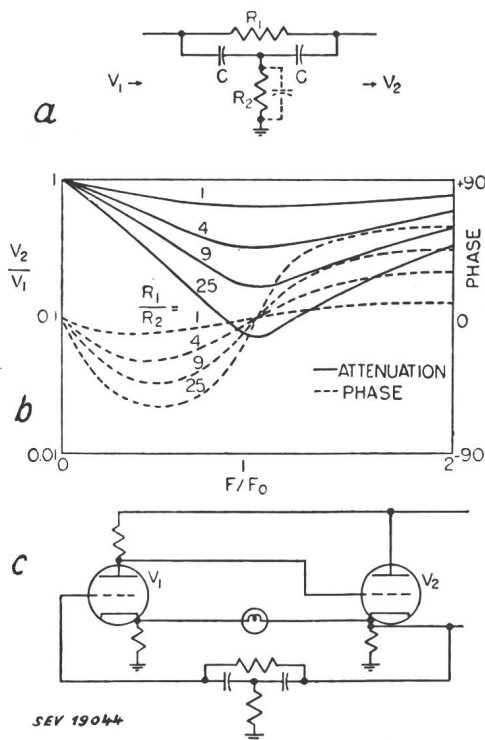 a
R₁
C C
V₁→ R₂ →V₂
b
1 +90
1
4
9
25
V₂/V₁ PHASE
R₁/R₂ = 1
4
9
25
0.1 0
ATTENUATION
PHASE
0.01 -90
0 1 2
F/F₀
c
V₁ V₂
SEV 19044